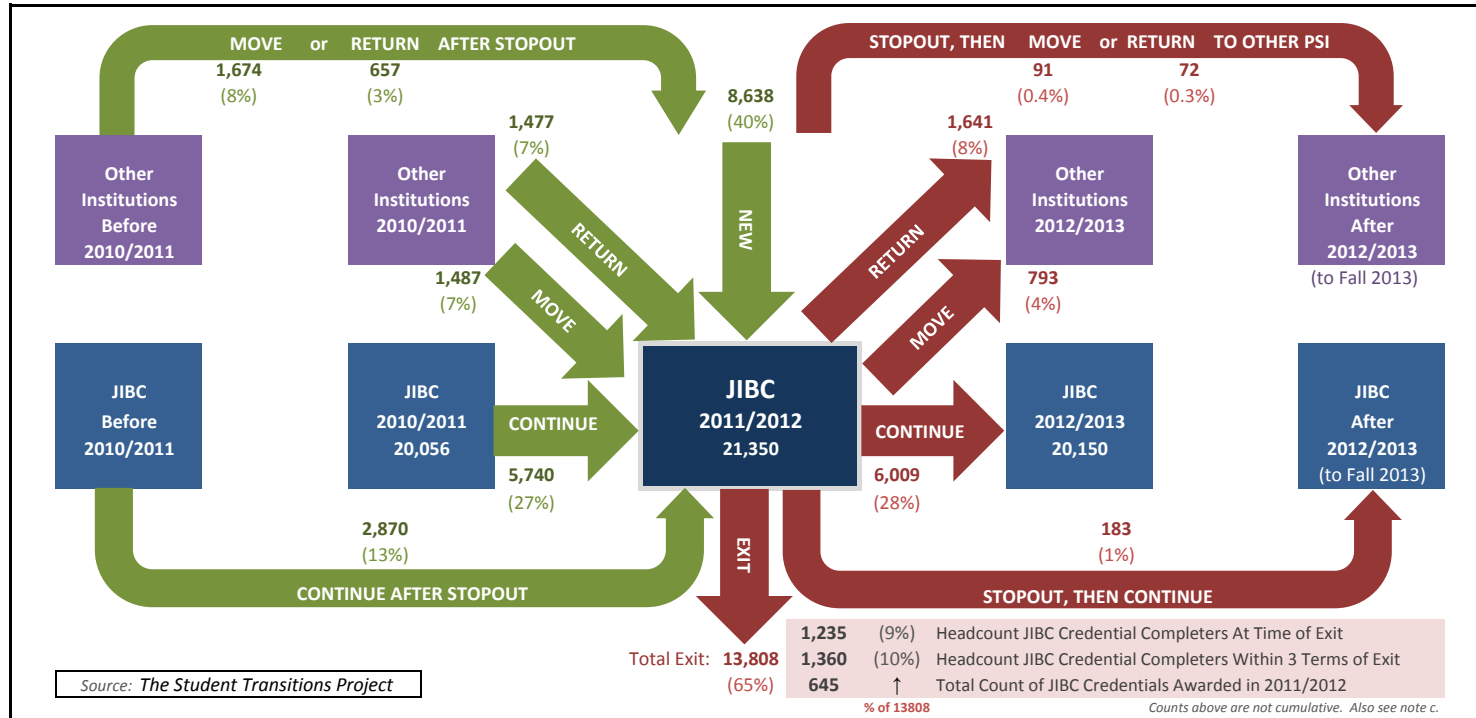 MOVE or RETURN AFTER STOPOUT
1,674 657
(8%) (3%)
STOPOUT, THEN MOVE or RETURN TO OTHER PSI
91 72
(0.4%) (0.3%)
8,638
(40%)
1,477
(7%)
1,641
(8%)
Other
Institutions
Before
2010/2011
Other
Institutions
2010/2011
NEW
Other
Institutions
2012/2013
Other
Institutions
After
2012/2013
(to Fall 2013)
RETURN
RETURN
1,487
(7%)
MOVE
793
(4%)
MOVE
JIBC
Before
2010/2011
JIBC
2010/2011
20,056
CONTINUE
5,740
(27%)
JIBC
2011/2012
21,350
CONTINUE
6,009
(28%)
JIBC
2012/2013
20,150
JIBC
After
2012/2013
(to Fall 2013)
2,870
(13%)
CONTINUE AFTER STOPOUT
EXIT
183
(1%)
STOPOUT, THEN CONTINUE
Total Exit: 13,808
(65%)
1,235 (9%) Headcount JIBC Credential Completers At Time of Exit
1,360 (10%) Headcount JIBC Credential Completers Within 3 Terms of Exit
645 ↑ Total Count of JIBC Credentials Awarded in 2011/2012
% of 13808
Counts above are not cumulative. Also see note c.
Source: The Student Transitions Project